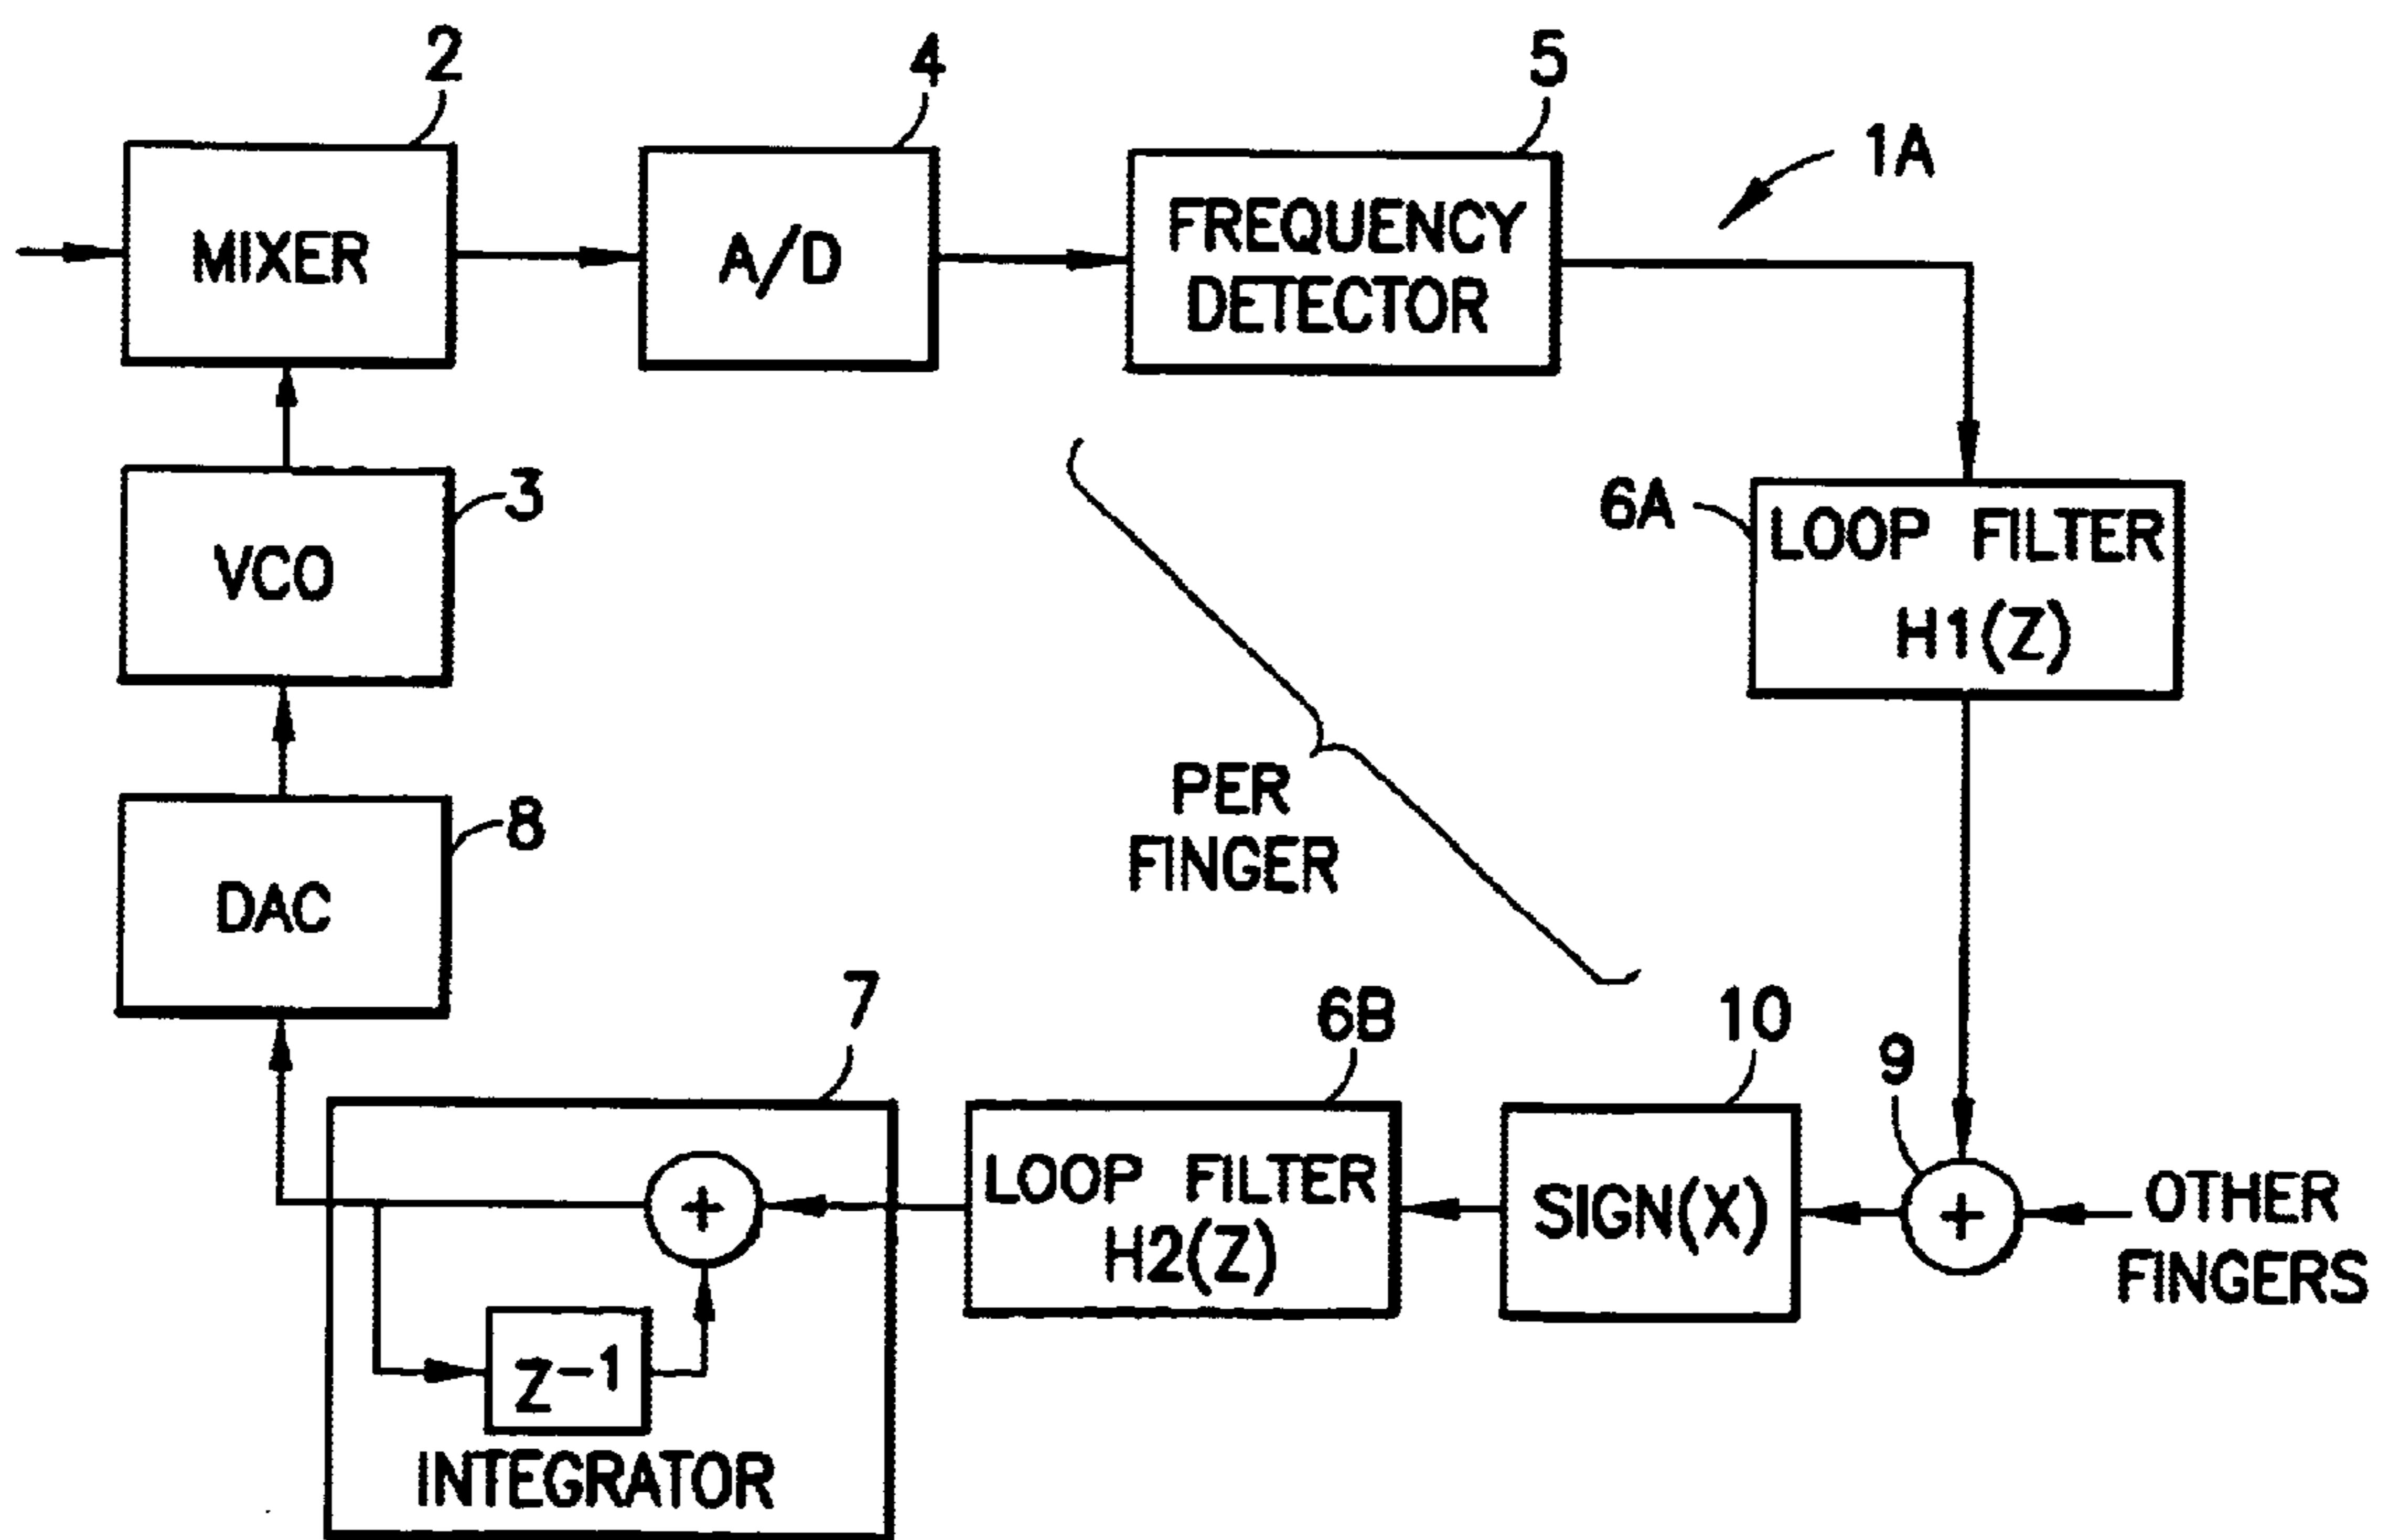 2
4
5
1A
MIXER
A/D
FREQUENCY
DETECTOR
3
VCO
6A
LOOP FILTER
H1(Z)
8
DAC
PER
FINGER
7
6B
10
9
+
LOOP FILTER
H2(Z)
SIGN(X)
+
OTHER
FINGERS
Z⁻¹
INTEGRATOR